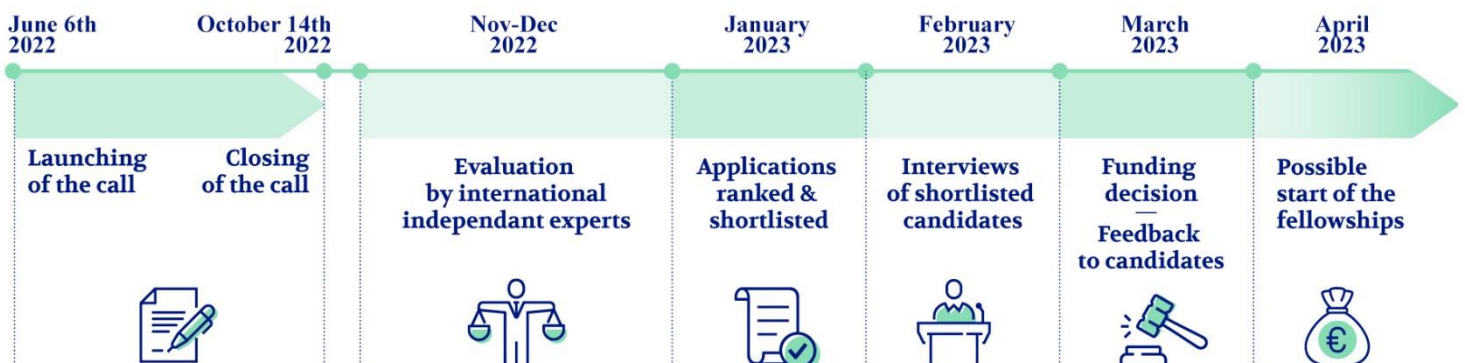 June 6th
2022
October 14th
2022
Nov-Dec
2022
January
2023
February
2023
March
2023
April
2023
Launching
of the call
Closing
of the call
Evaluation
by international
independant experts
Applications
ranked &
shortlisted
Interviews
of shortlisted
candidates
Funding
decision
—
Feedback
to candidates
Possible
start of the
fellowships
€